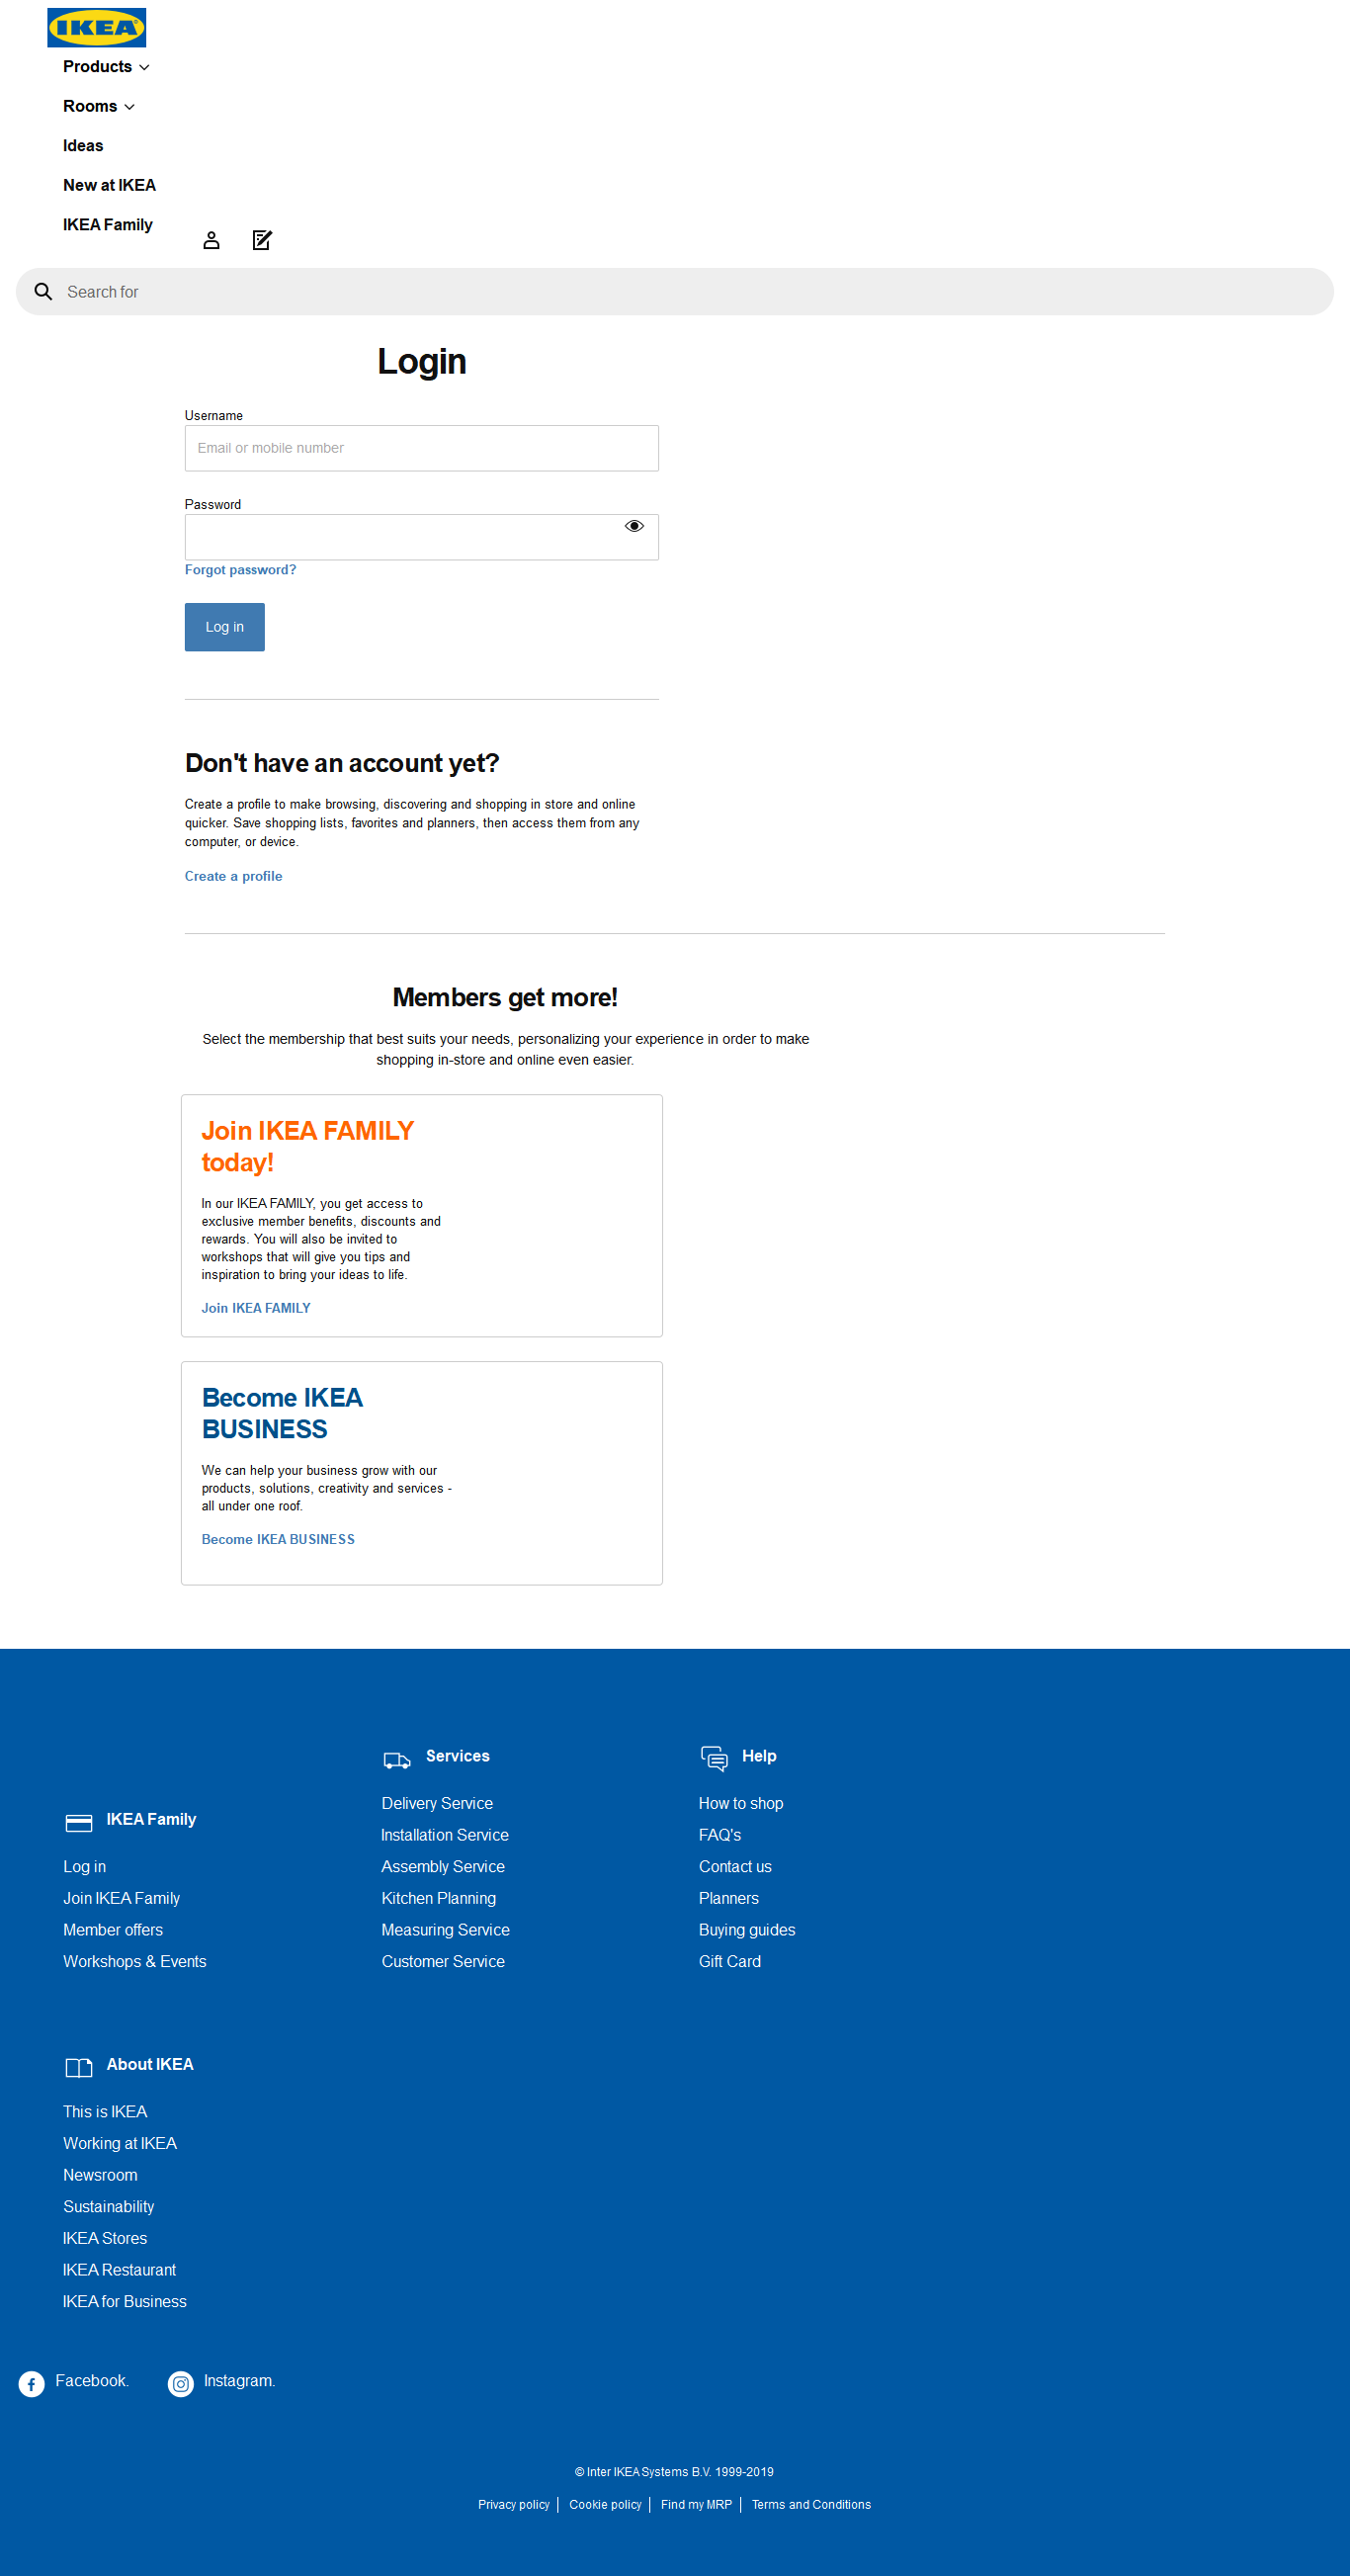 IKEA
Products
Rooms
Ideas
New at IKEA
IKEA Family
Search for
Login
Username
Email or mobile number
Password
Forgot password?
Log in
Don't have an account yet?
Create a profile to make browsing, discovering and shopping in store and online
quicker. Save shopping lists, favorites and planners, then access them from any
computer, or device.
Create a profile
Members get more!
Select the membership that best suits your needs, personalizing your experience in order to make
shopping in-store and online even easier.
Join IKEA FAMILY
today!
In our IKEA FAMILY, you get access to
exclusive member benefits, discounts and
rewards. You will also be invited to
workshops that will give you tips and
inspiration to bring your ideas to life.
Join IKEA FAMILY
Become IKEA
BUSINESS
We can help your business grow with our
products, solutions, creativity and services -
all under one roof.
Become IKEA BUSINESS
IKEA Family
Log in
Join IKEA Family
Member offers
Workshops & Events
Services
Delivery Service
Installation Service
Assembly Service
Kitchen Planning
Measuring Service
Customer Service
Help
How to shop
FAQ's
Contact us
Planners
Buying guides
Gift Card
About IKEA
This is IKEA
Working at IKEA
Newsroom
Sustainability
IKEA Stores
IKEA Restaurant
IKEA for Business
Facebook. Instagram.
© Inter IKEA Systems B.V. 1999-2019
Privacy policy | Cookie policy | Find my MRP | Terms and Conditions